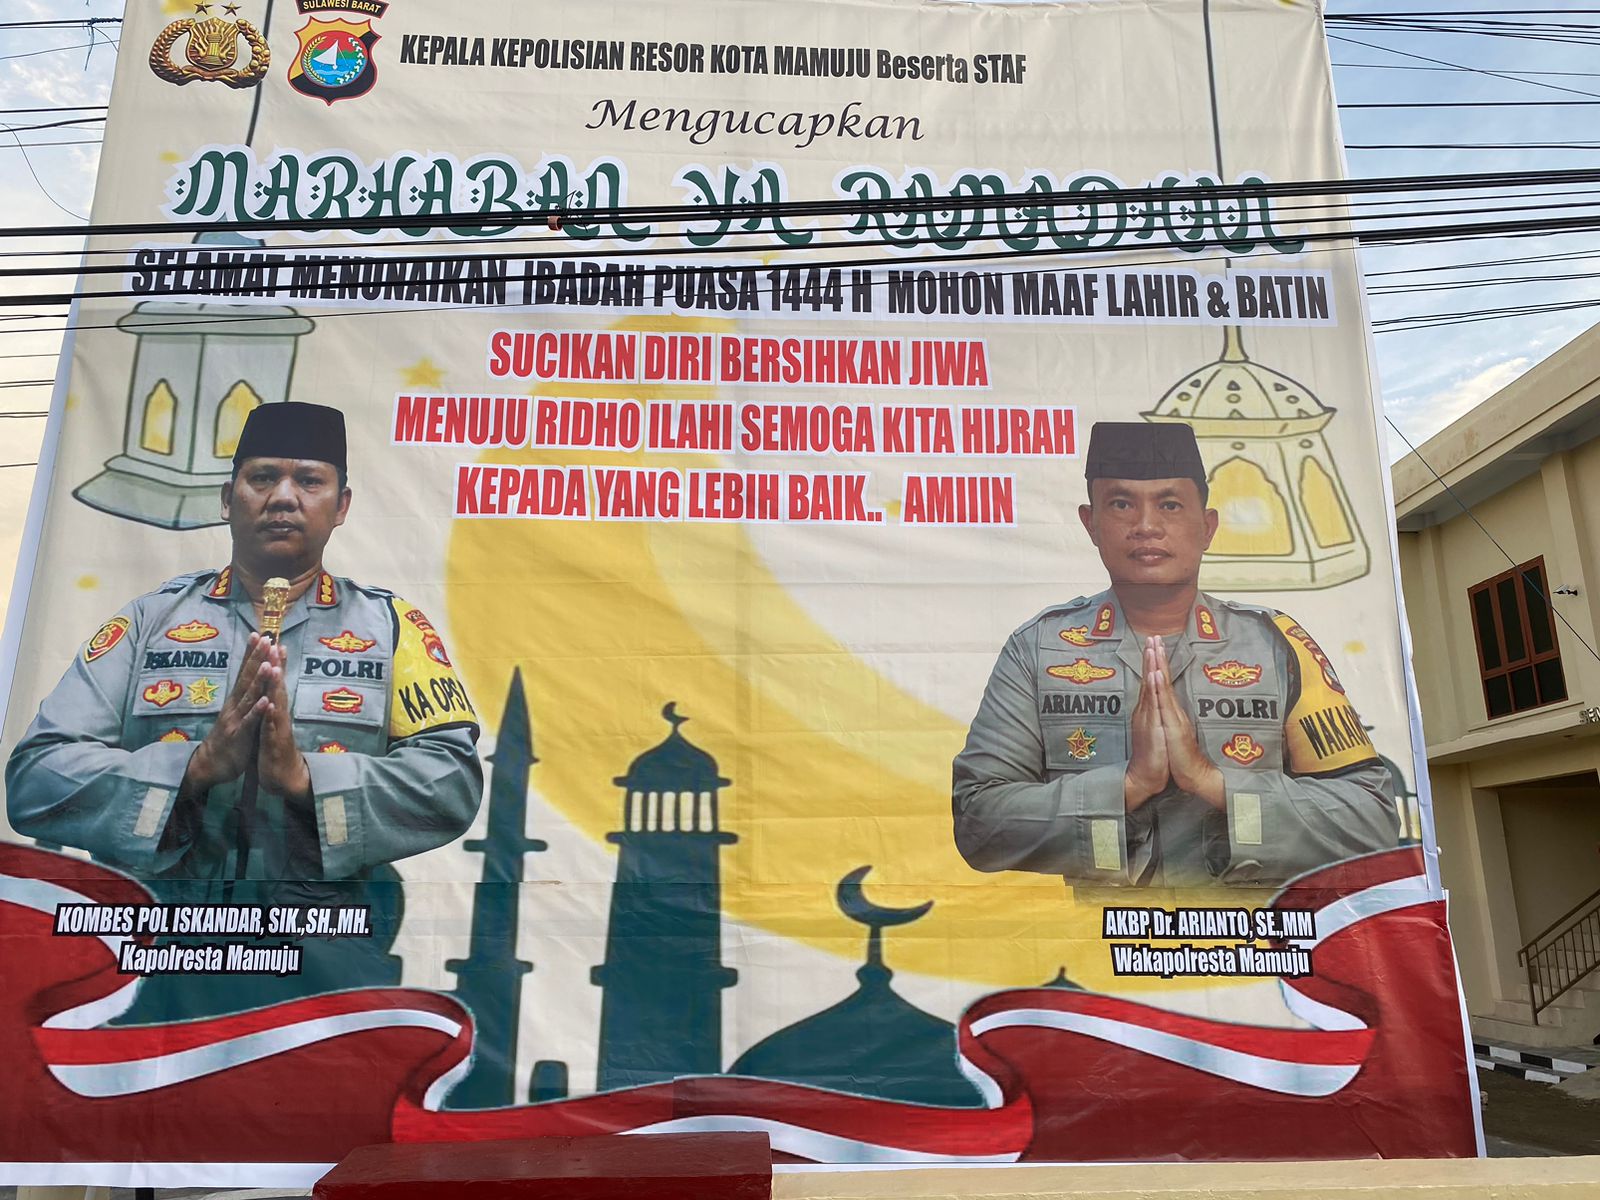 SULAWESI BARAT
KEPALA KEPOLISIAN RESOR KOTA MAMUJU Beserta STAF
Mengucapkan
MARHABAN YA RAMADHAN
SELAMAT MENUNAIKAN IBADAH PUASA 1444 H MOHON MAAF LAHIR & BATIN
SUCIKAN DIRI BERSIHKAN JIWA
MENUJU RIDHO ILAHI SEMOGA KITA HIJRAH
KEPADA YANG LEBIH BAIK.. AMIIIN
ISKANDAR
POLRI
KA OPS
ARIANTO
POLRI
KOMBES POL ISKANDAR, SIK.,SH.,MH.
Kapolresta Mamuju
AKBP Dr. ARIANTO, SE.,MM
Wakapolresta Mamuju